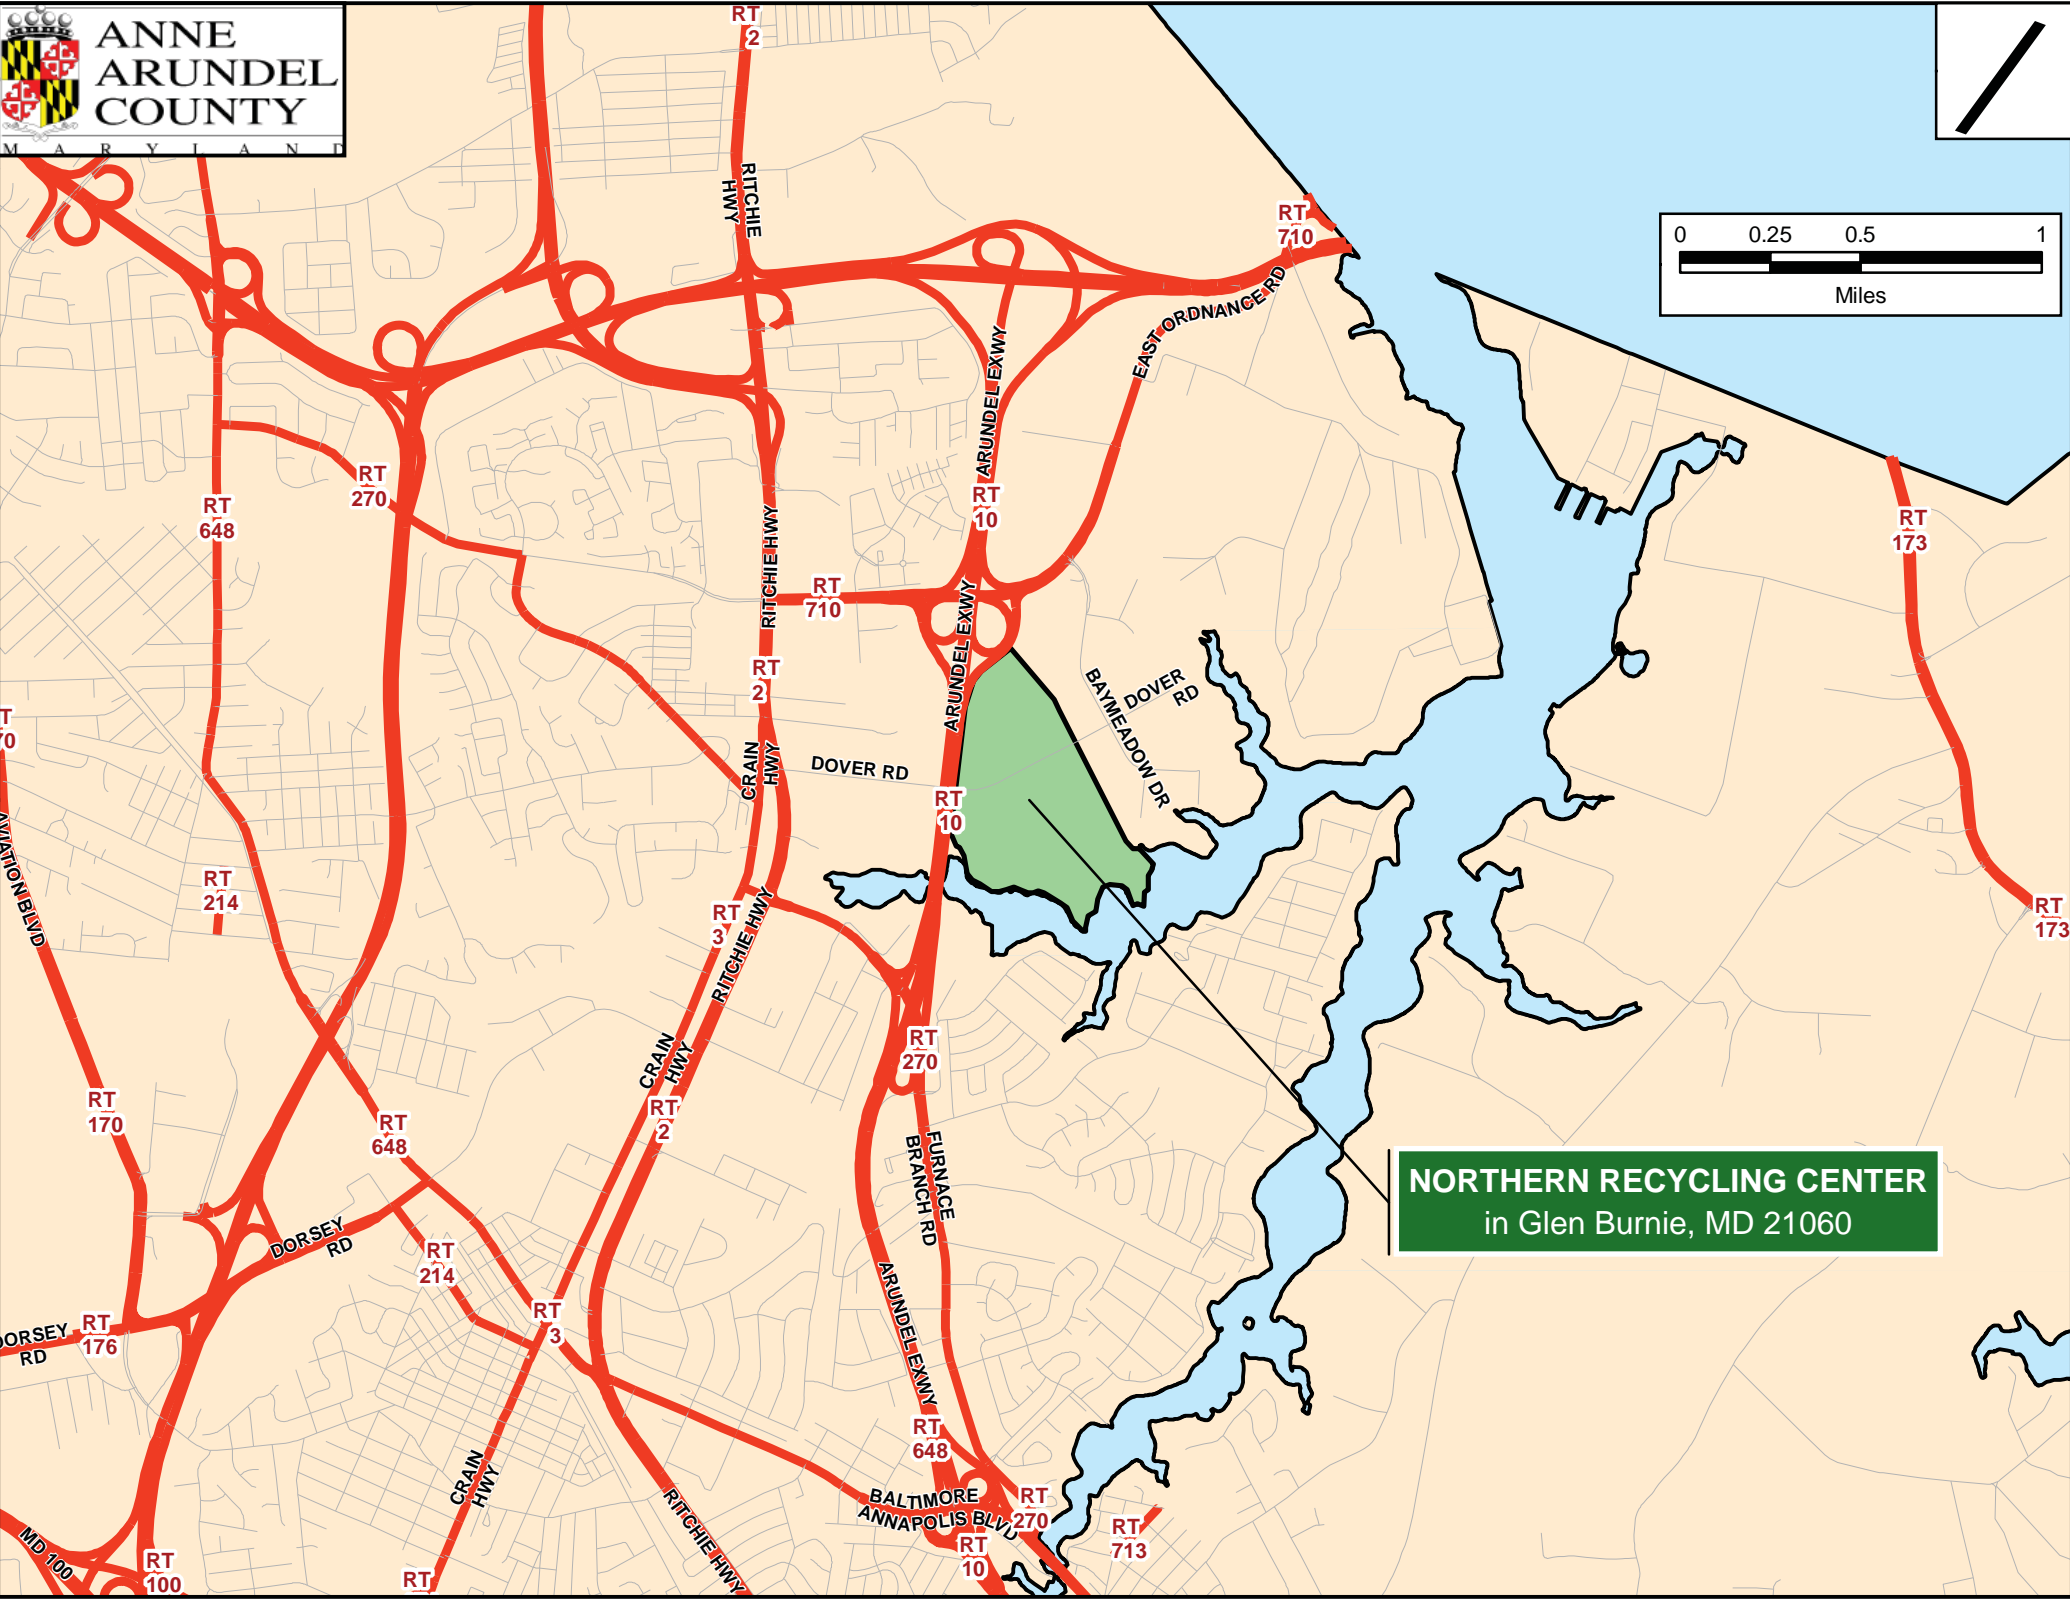 ANNE
ARUNDEL
COUNTY
M A R Y L A N D
RT
2
RITCHIE
HWY
RT
710
0 0.25 0.5 1
Miles
EAST ORDNANCE RD
ARUNDEL EXWY
RT
270
RT
648
RT
10
RT
173
RITCHIE HWY
RT
710
ARUNDEL EXWY
RT
2
DOVER
RD
BAYMEADOW DR
CRAIN
HWY
DOVER RD
RT
10
AVIATION BLVD
RT
214
RT
3
RITCHIE HWY
RT
173
CRAIN
HWY
RT
270
RT
170
RT
2
RT
648
FURNACE
BRANCH RD
NORTHERN RECYCLING CENTER
in Glen Burnie, MD 21060
DORSEY
RD
RT
214
ARUNDEL EXWY
RT
3
DORSEY
RD
RT
176
RT
648
CRAIN
HWY
RITCHIE HWY
BALTIMORE
ANNAPOLIS BLVD
RT
270
RT
713
RT
10
MD 100
RT
100
RT